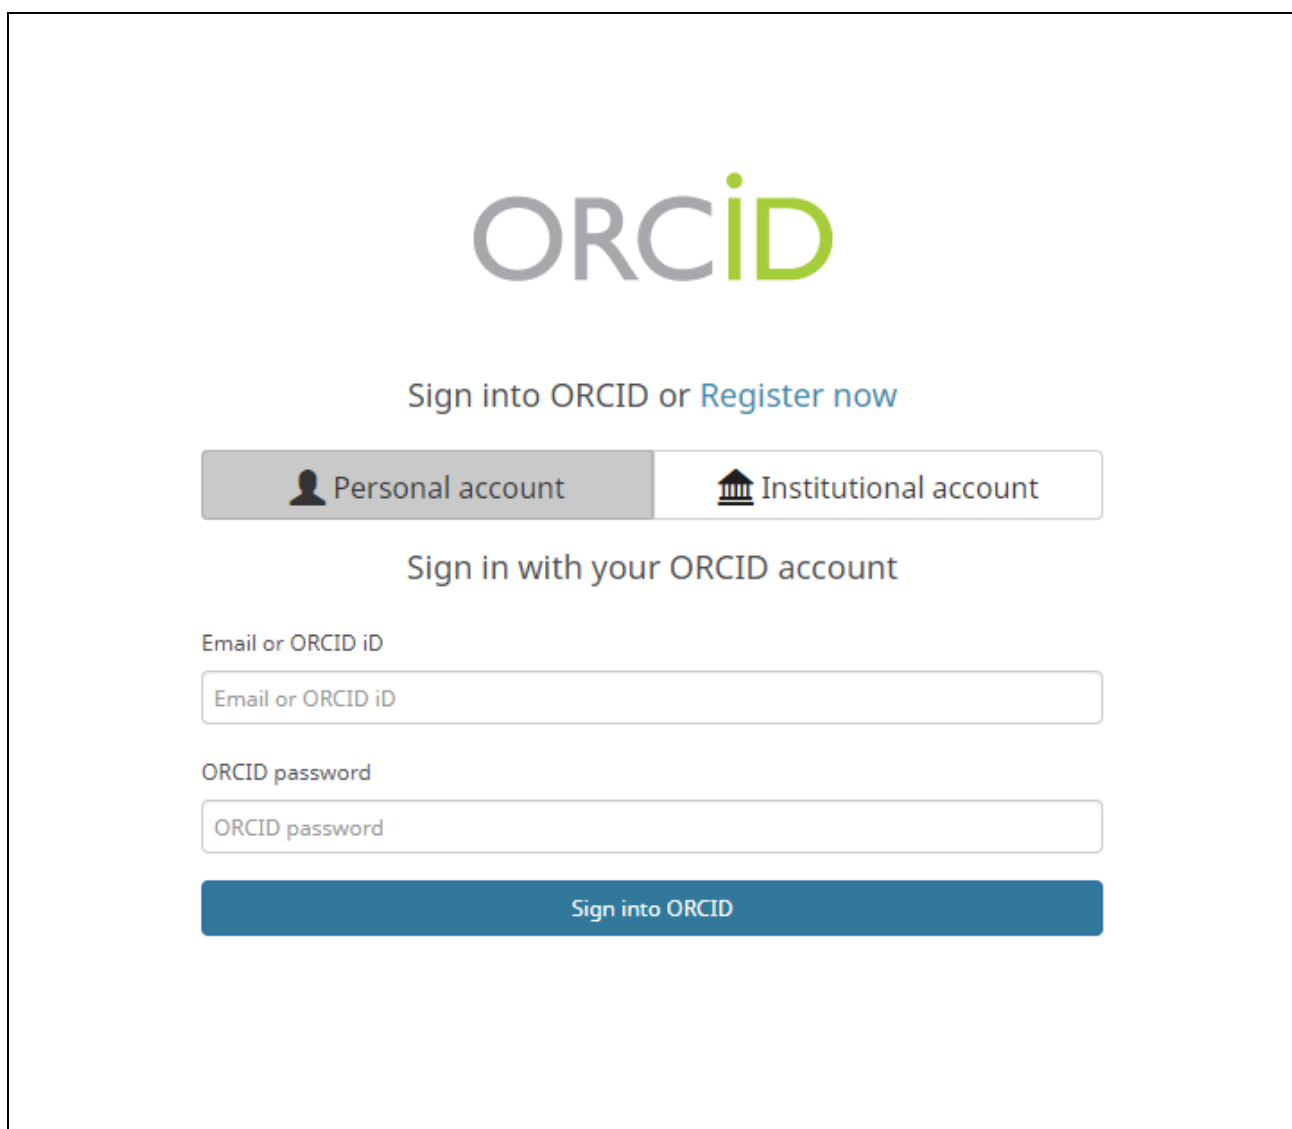 ORCiD
Sign into ORCID or Register now
Personal account Institutional account
Sign in with your ORCID account
Email or ORCID iD
Email or ORCID iD
ORCID password
ORCID password
Sign into ORCID